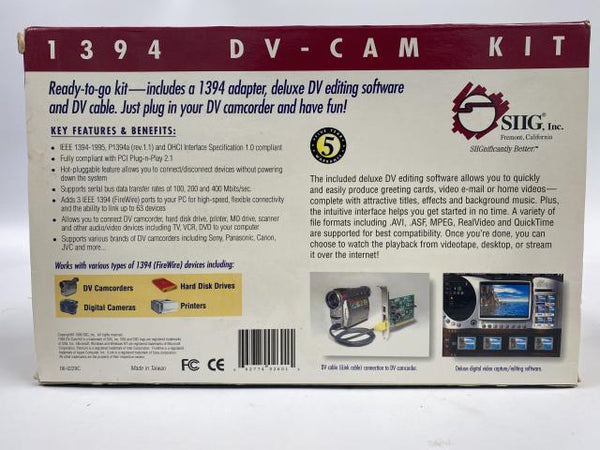 1394 DV-CAM KIT
Ready-to-go kit—includes a 1394 adapter, deluxe DV editing software
and DV cable. Just plug in your DV camcorder and have fun!
KEY FEATURES & BENEFITS:
• IEEE 1394-1995, P1394a (rev.1.1) and OHCI Interface Specification 1.0 compliant
• Fully compliant with PCI Plug-n-Play 2.1
• Hot-pluggable feature allows you to connect/disconnect devices without powering
down the system
• Supports serial bus data transfer rates of 100, 200 and 400 Mbits/sec.
• Adds 3 IEEE 1394 (FireWire) ports to your PC for high-speed, flexible connectivity
and the ability to link up to 63 devices
• Allows you to connect DV camcorder, hard disk drive, printer, MO drive, scanner
and other audio/video devices including TV, VCR, DVD to your computer
• Supports various brands of DV camcorders including Sony, Panasonic, Canon,
JVC and more...
Works with various types of 1394 (FireWire) devices including:
DV Camcorders
Hard Disk Drives
Digital Cameras
Printers
Made in Taiwan
FC CE
5
SIIG, Inc.
Fremont, California
SIIGnificantly Better.™
The included deluxe DV editing software allows you to quickly
and easily produce greeting cards, video e-mail or home videos—
complete with attractive titles, effects and background music. Plus,
the intuitive interface helps you get started in no time. A variety of
file formats including .AVI, .ASF, MPEG, RealVideo and QuickTime
are supported for best compatibility. Once you're done, you can
choose to watch the playback from videotape, desktop, or stream
it over the internet!
DV cable (i.Link cable) connection to DV camcorder.
Deluxe digital video capture/editing software.